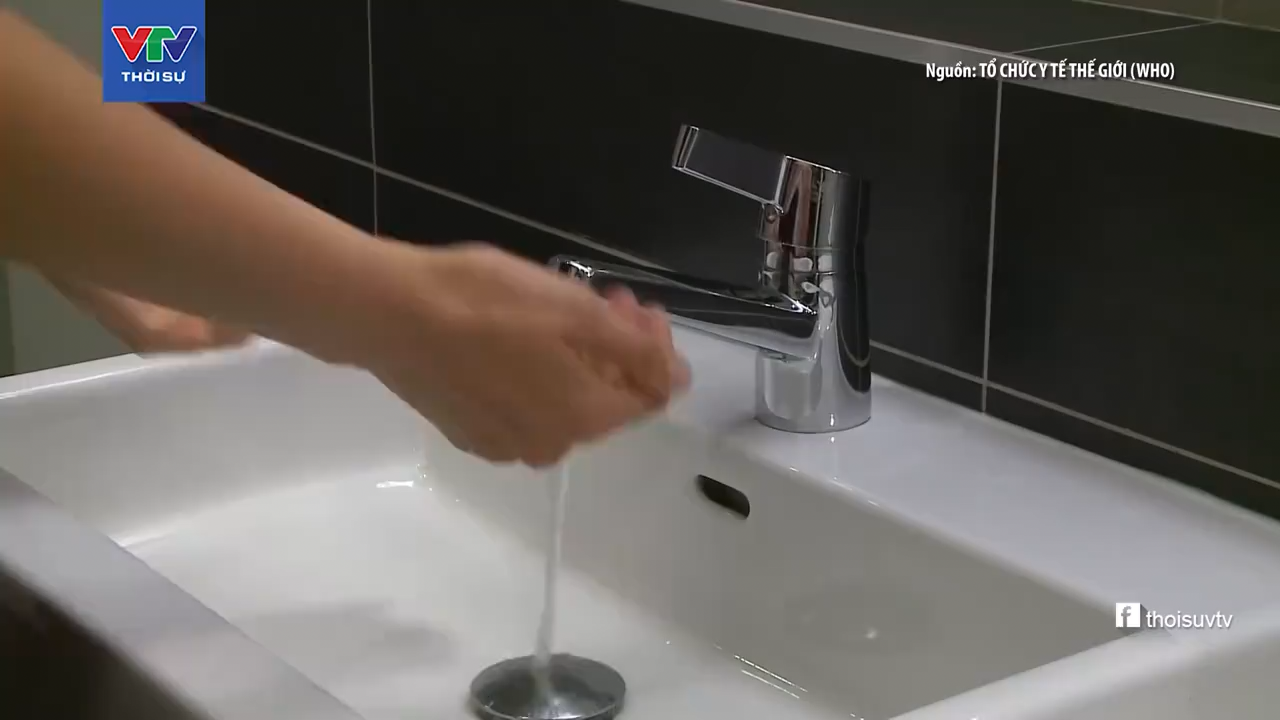 VTV
THỜI SỰ
Nguồn: TỔ CHỨC Y TẾ THẾ GIỚI (WHO)
f thoisuvtv